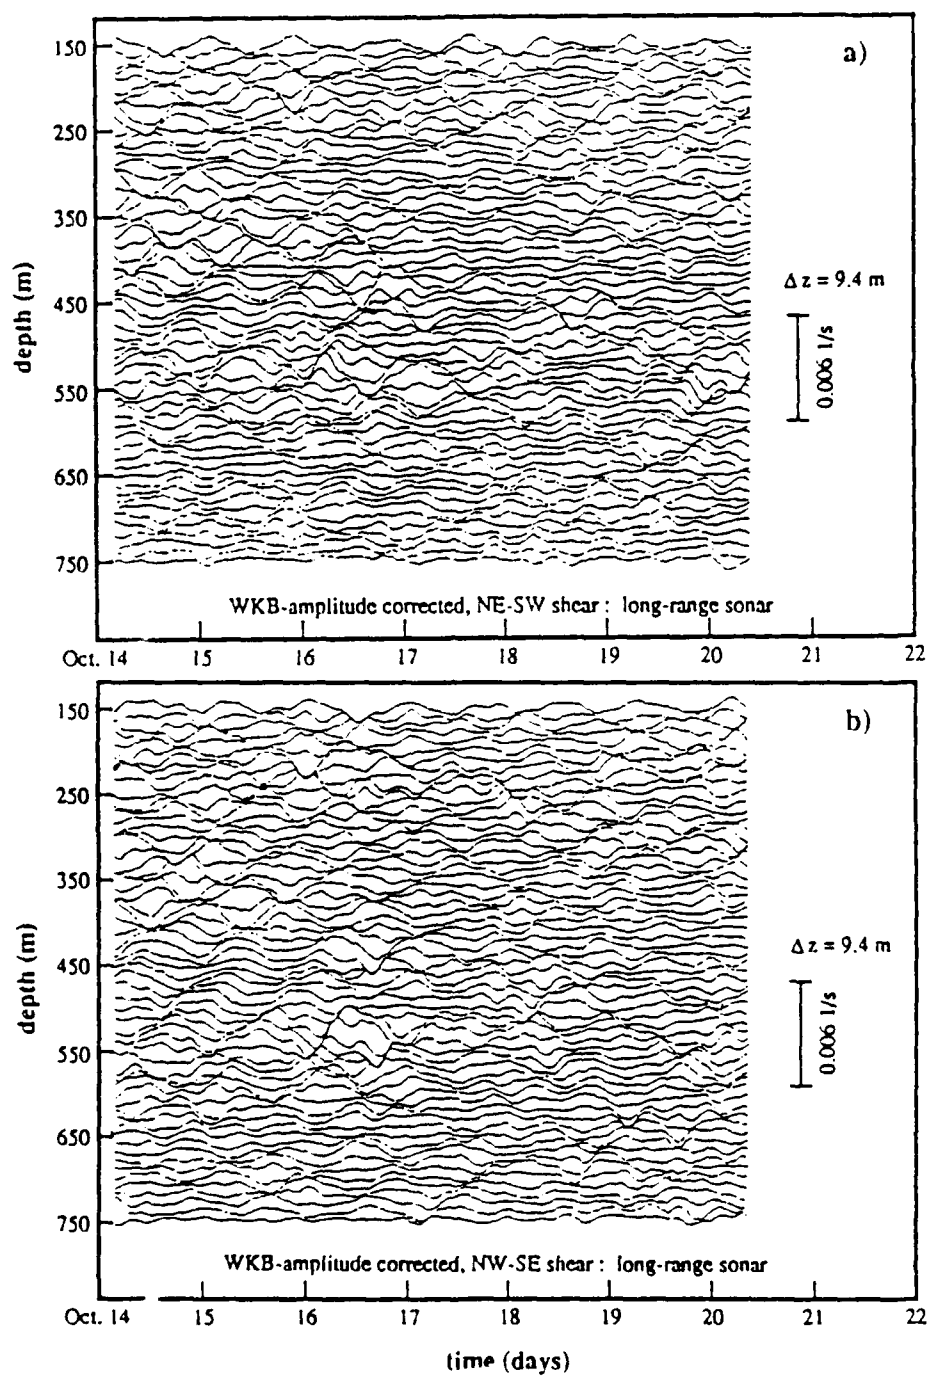 a)
150
250
350
450
550
650
750
depth (m)
Δ z = 9.4 m
0.006 1/s
WKB-amplitude corrected, NE-SW shear : long-range sonar
Oct. 14 15 16 17 18 19 20 21 22
b)
150
250
350
450
550
650
750
depth (m)
Δ z = 9.4 m
0.006 1/s
WKB-amplitude corrected, NW-SE shear : long-range sonar
Oct. 14 15 16 17 18 19 20 21 22
time (days)